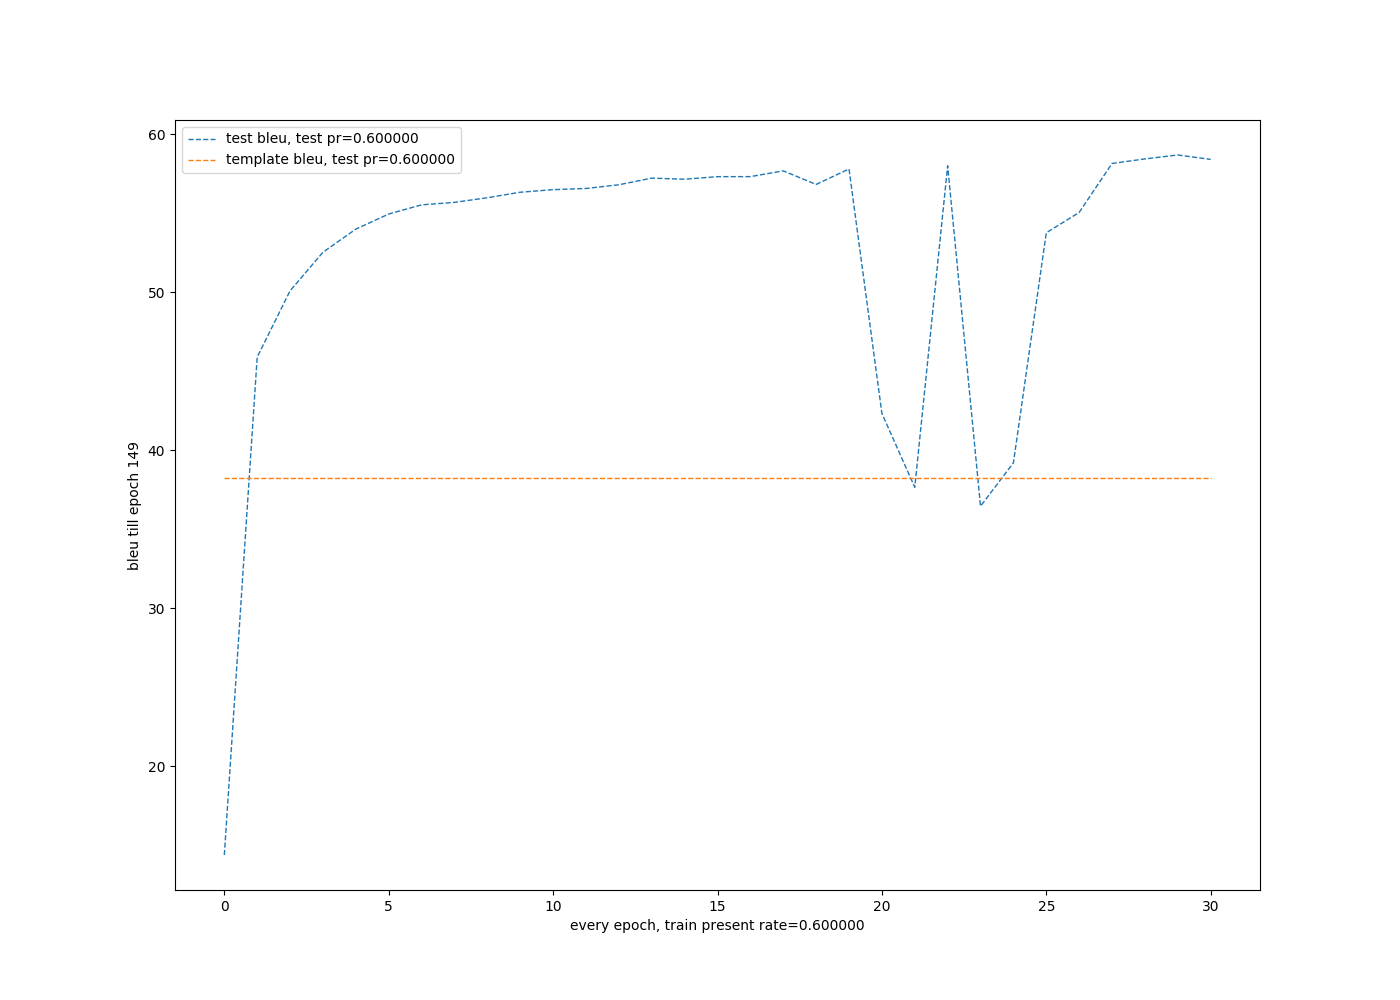 test bleu, test pr=0.600000
template bleu, test pr=0.600000
60
50
40
30
20
bleu till epoch 149
0 5 10 15 20 25 30
every epoch, train present rate=0.600000